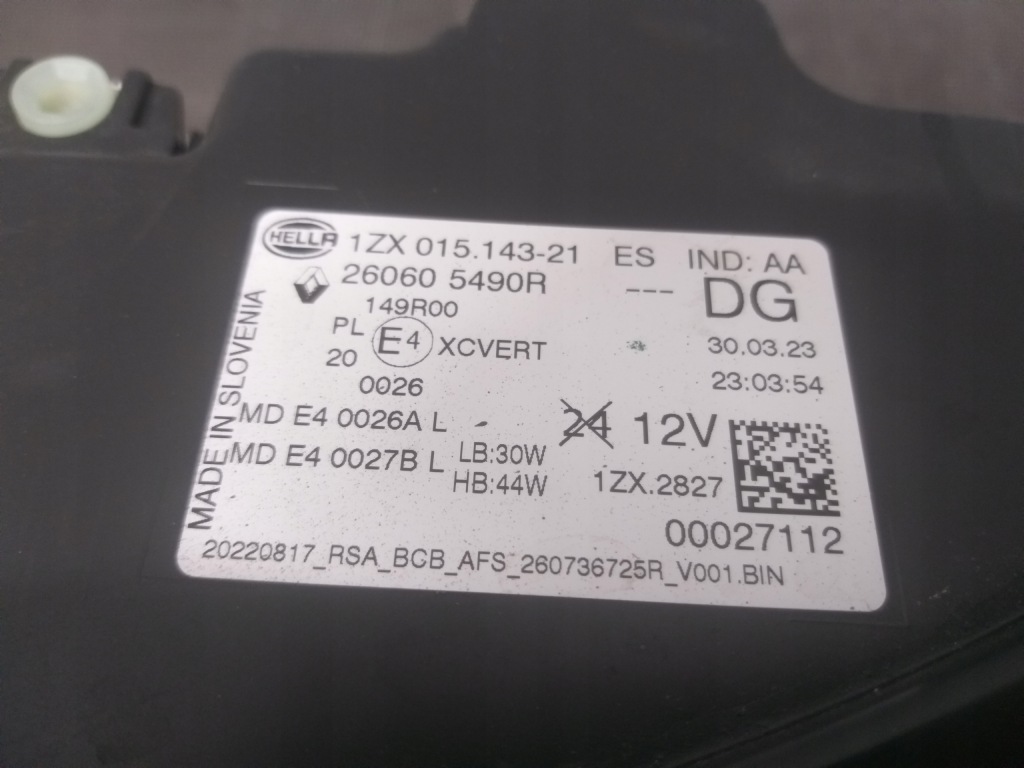 HELLA 1ZX 015.143-21 ES IND: AA
26060 5490R --- DG
149R00
PL E4 XCVERT 30.03.23
20
0026 23:03:54
MADE IN SLOVENIA
MD E4 0026A L 24 12V
MD E4 0027B L LB:30W
HB:44W 1ZX.2827
00027112
20220817_RSA_BCB_AFS_260736725R_V001.BIN